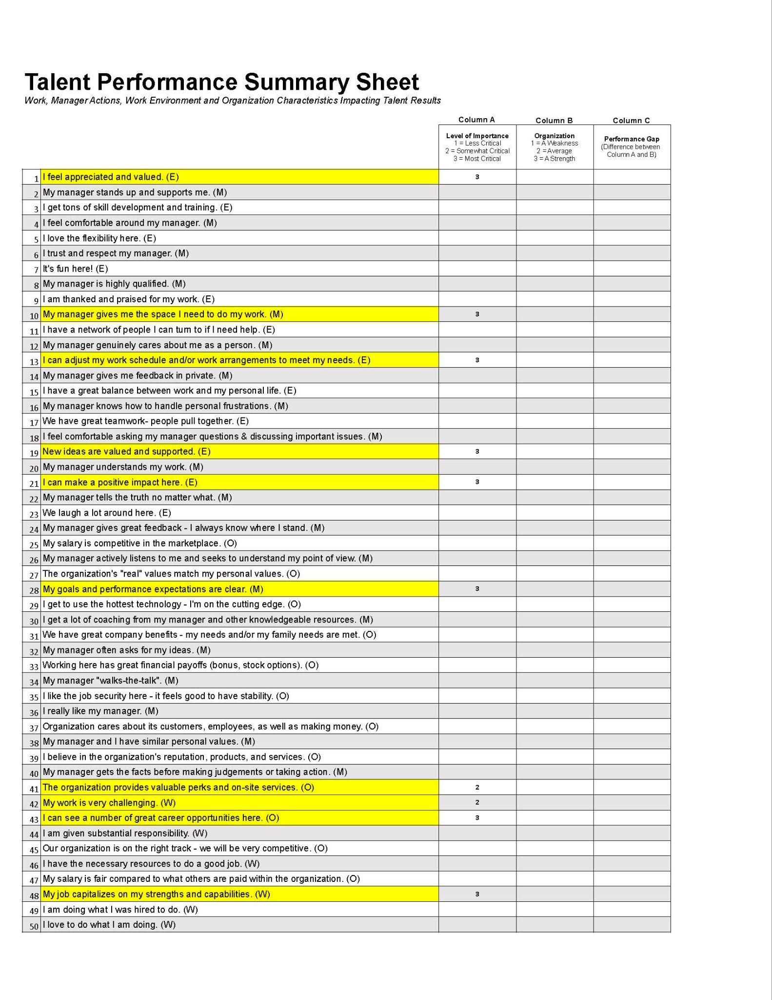 Talent Performance Summary Sheet
Work, Manager Actions, Work Environment and Organization Characteristics Impacting Talent Results
Column A Column B Column C
Level of Importance
1 = Less Critical
2 = Somewhat Critical
3 = Most Critical
Organization
1 = A Weakness
2 = Average
3 = A Strength
Performance Gap
(Difference between
Column A and B)
1 I feel appreciated and valued. (E) 3
2 My manager stands up and supports me. (M)
3 I get tons of skill development and training. (E)
4 I feel comfortable around my manager. (M)
5 I love the flexibility here. (E)
6 I trust and respect my manager. (M)
7 It's fun here! (E)
8 My manager is highly qualified. (M)
9 I am thanked and praised for my work. (E)
10 My manager gives me the space I need to do my work. (M) 3
11 I have a network of people I can turn to if I need help. (E)
12 My manager genuinely cares about me as a person. (M)
13 I can adjust my work schedule and/or work arrangements to meet my needs. (E) 3
14 My manager gives me feedback in private. (M)
15 I have a great balance between work and my personal life. (E)
16 My manager knows how to handle personal frustrations. (M)
17 We have great teamwork- people pull together. (E)
18 I feel comfortable asking my manager questions & discussing important issues. (M)
19 New ideas are valued and supported. (E) 3
20 My manager understands my work. (M)
21 I can make a positive impact here. (E) 3
22 My manager tells the truth no matter what. (M)
23 We laugh a lot around here. (E)
24 My manager gives great feedback - I always know where I stand. (M)
25 My salary is competitive in the marketplace. (O)
26 My manager actively listens to me and seeks to understand my point of view. (M)
27 The organization's "real" values match my personal values. (O)
28 My goals and performance expectations are clear. (M) 3
29 I get to use the hottest technology - I'm on the cutting edge. (O)
30 I get a lot of coaching from my manager and other knowledgeable resources. (M)
31 We have great company benefits - my needs and/or my family needs are met. (O)
32 My manager often asks for my ideas. (M)
33 Working here has great financial payoffs (bonus, stock options). (O)
34 My manager "walks-the-talk". (M)
35 I like the job security here - it feels good to have stability. (O)
36 I really like my manager. (M)
37 Organization cares about its customers, employees, as well as making money. (O)
38 My manager and I have similar personal values. (M)
39 I believe in the organization's reputation, products, and services. (O)
40 My manager gets the facts before making judgements or taking action. (M)
41 The organization provides valuable perks and on-site services. (O) 2
42 My work is very challenging. (W) 2
43 I can see a number of great career opportunities here. (O) 3
44 I am given substantial responsibility. (W)
45 Our organization is on the right track - we will be very competitive. (O)
46 I have the necessary resources to do a good job. (W)
47 My salary is fair compared to what others are paid within the organization. (O)
48 My job capitalizes on my strengths and capabilities. (W) 3
49 I am doing what I was hired to do. (W)
50 I love to do what I am doing. (W)